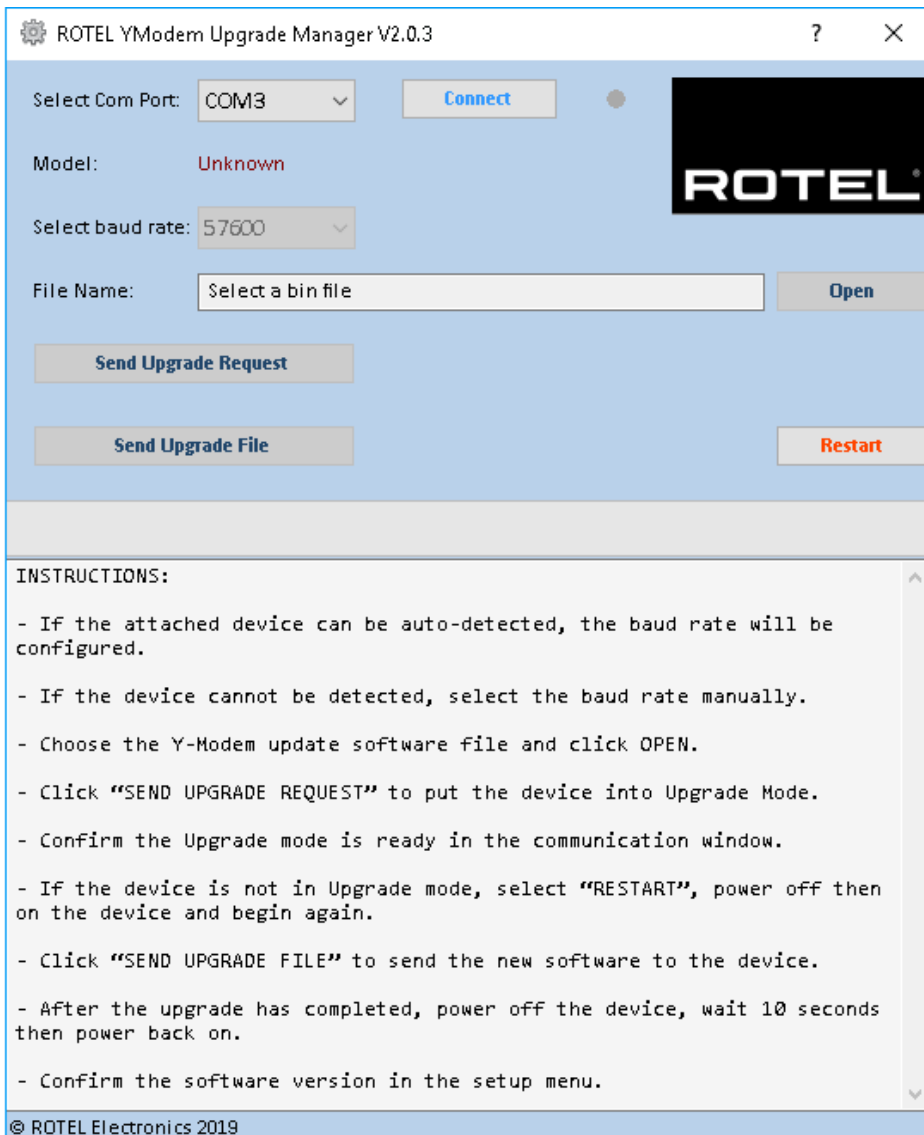 ROTEL YModem Upgrade Manager V2.0.3 ?
Select Com Port: COM3 Connect
ROTEL
Model: Unknown
Select baud rate: 57600
File Name: Select a bin file Open
Send Upgrade Request
Send Upgrade File Restart
INSTRUCTIONS:
- If the attached device can be auto-detected, the baud rate will be
configured.
- If the device cannot be detected, select the baud rate manually.
- Choose the Y-Modem update software file and click OPEN.
- Click “SEND UPGRADE REQUEST” to put the device into Upgrade Mode.
- Confirm the Upgrade mode is ready in the communication window.
- If the device is not in Upgrade mode, select “RESTART”, power off then
on the device and begin again.
- Click “SEND UPGRADE FILE” to send the new software to the device.
- After the upgrade has completed, power off the device, wait 10 seconds
then power back on.
- Confirm the software version in the setup menu.
© ROTEL Electronics 2019